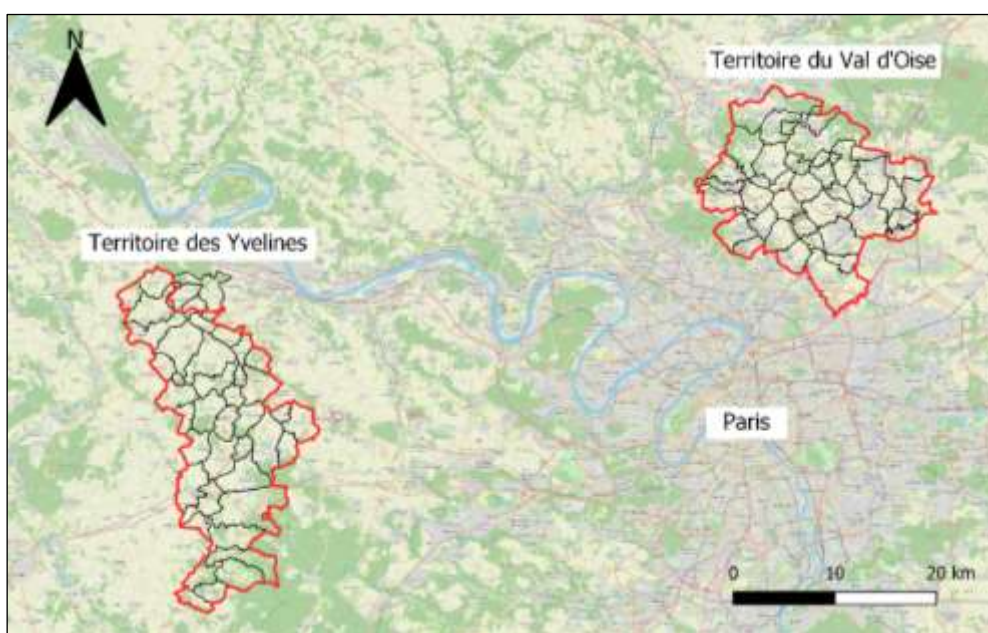 N
Territoire du Val d'Oise
Territoire des Yvelines
Paris
0 10 20 km